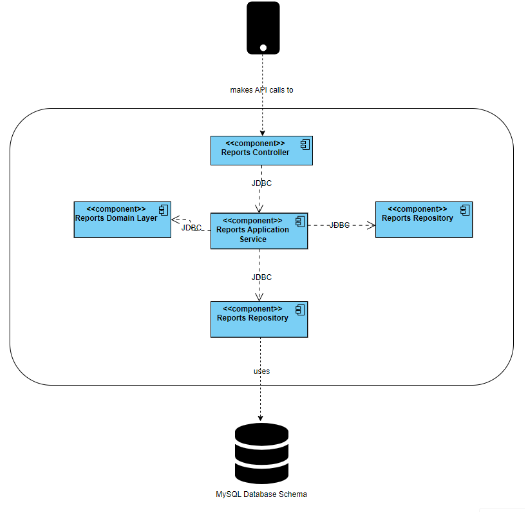 makes API calls to
<<component>>
Reports Controller
JDBC
<<component>>
Reports Domain Layer
JDBC
<<component>>
Reports Application
Service
JDBC
<<component>>
Reports Repository
JDBC
<<component>>
Reports Repository
uses
MySQL Database Schema